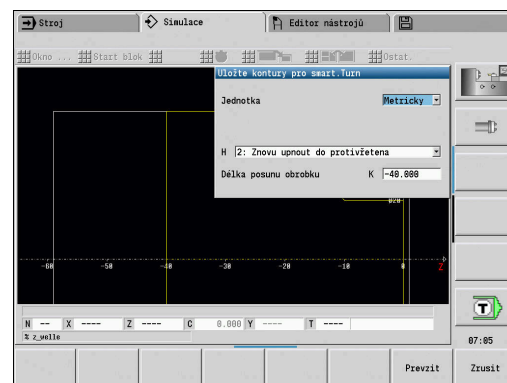 Stroj Simulace Editor nástrojů
Okno ... Start blok Ostat.
Uložte kontury pro smart.Turn
Jednotka Metricky
H 2: Znovu upnout do protivřetena
Délka posunu obrobku K -40.000
Ø20
-60 -50 -40 -30 -20 -10 0 Z
N -- X ---- Z ---- C 0.000 Y ---- T ----
% z_welle
T
07:05
Prevzit Zrusit